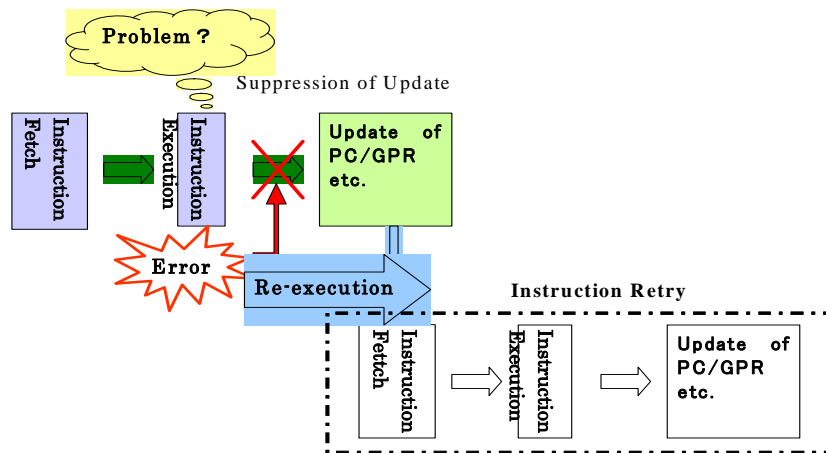 Problem？
Suppression of Update
Instruction
Fetch
Instruction
Execution
Update of
PC/GPR
etc.
Error
Re-execution
Instruction Retry
Instruction
Fettch
Instruction
Execution
Update of
PC/GPR
etc.